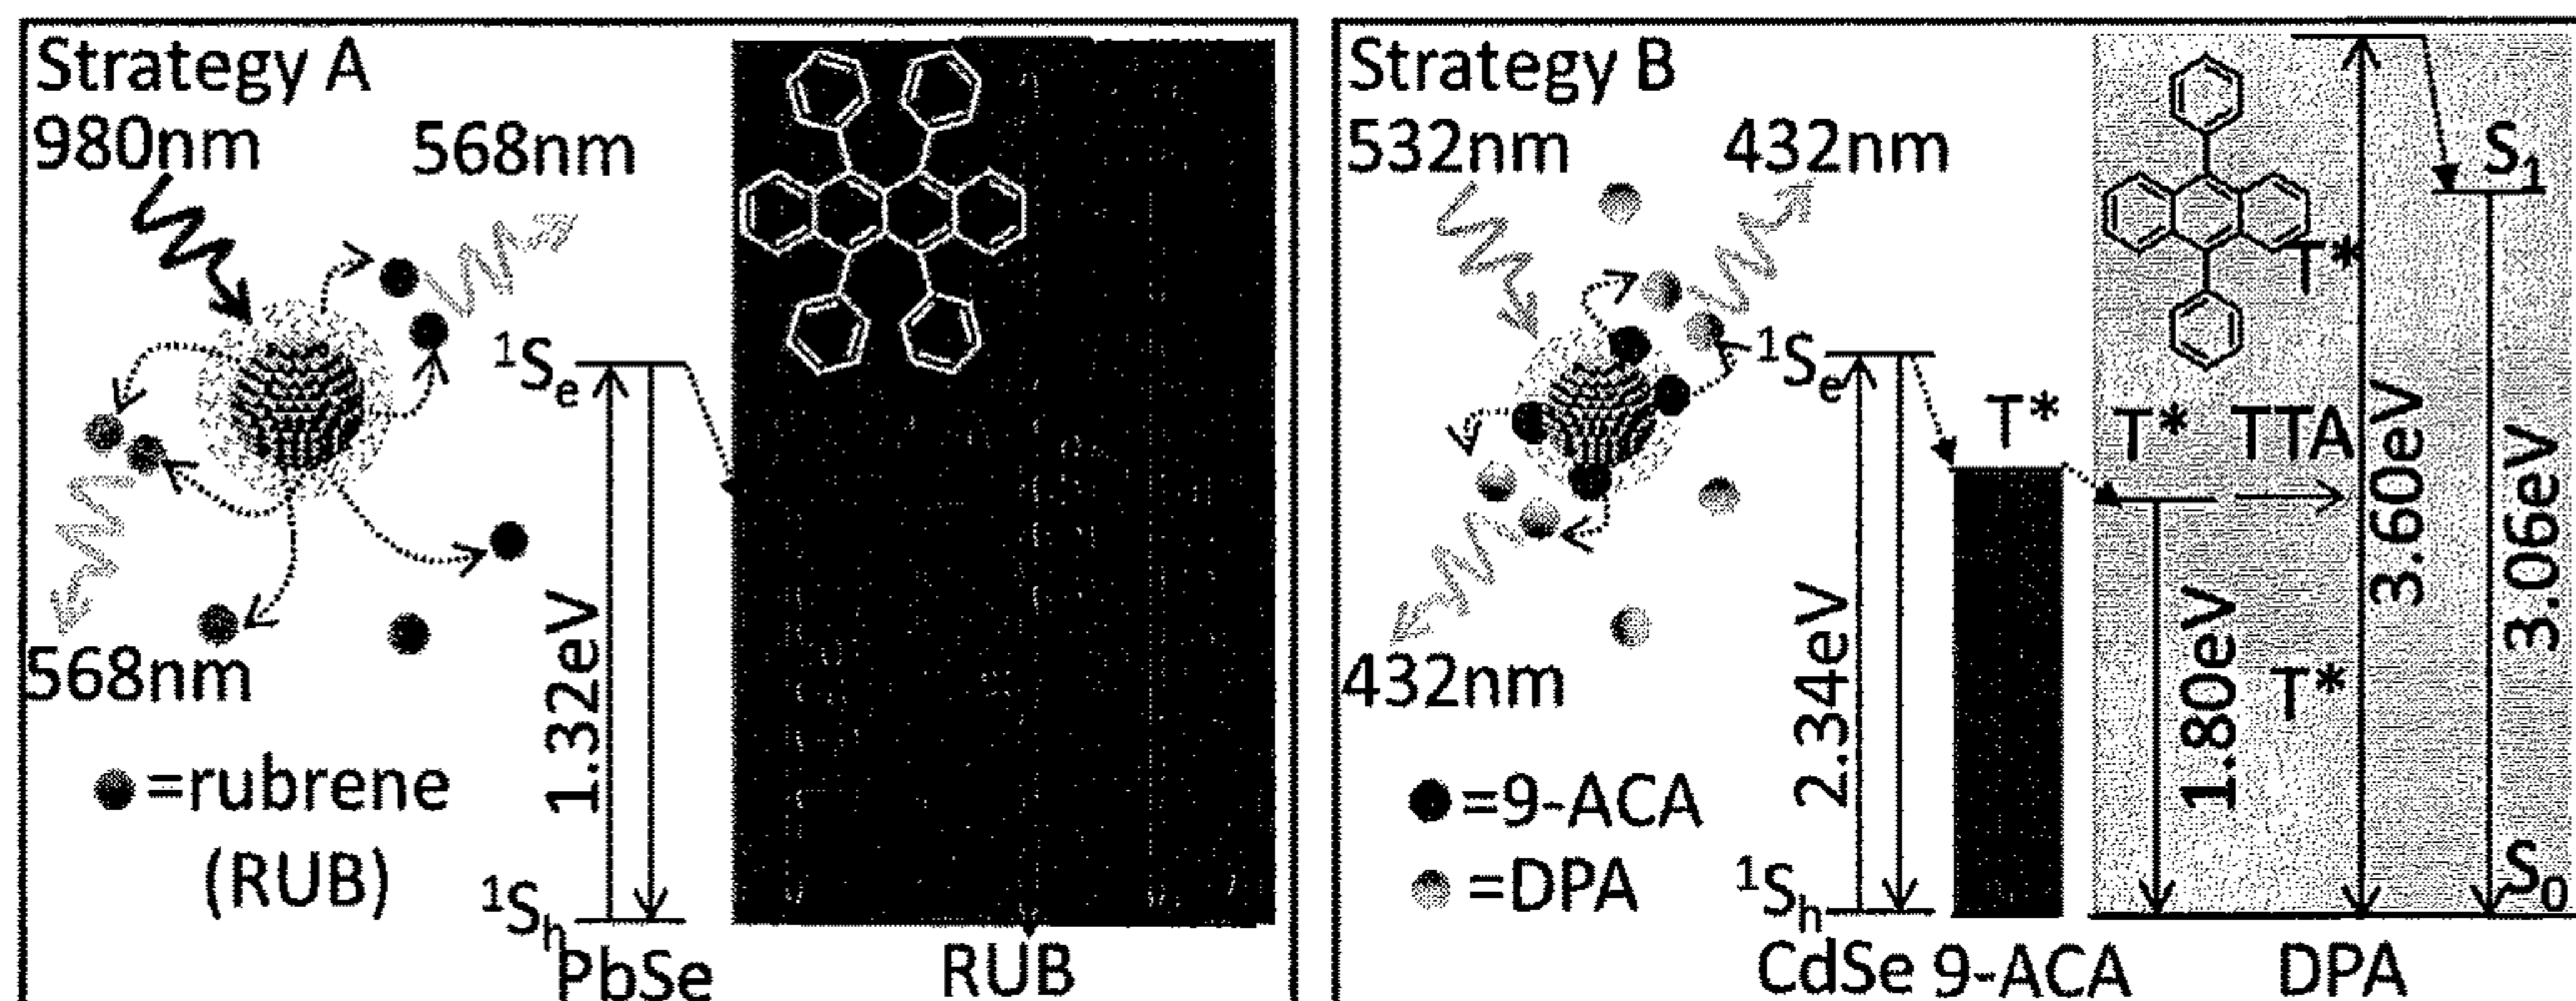 Strategy A
980nm
568nm
568nm
=rubrene
(RUB)
¹Sₑ
1.32eV
¹Sₕ
PbSe
RUB
Strategy B
532nm
432nm
432nm
=9-ACA
=DPA
¹Sₑ
2.34eV
¹Sₕ
CdSe
T*
9-ACA
T*
T*
TTA
T*
1.80eV
3.60eV
S₁
3.06eV
S₀
DPA